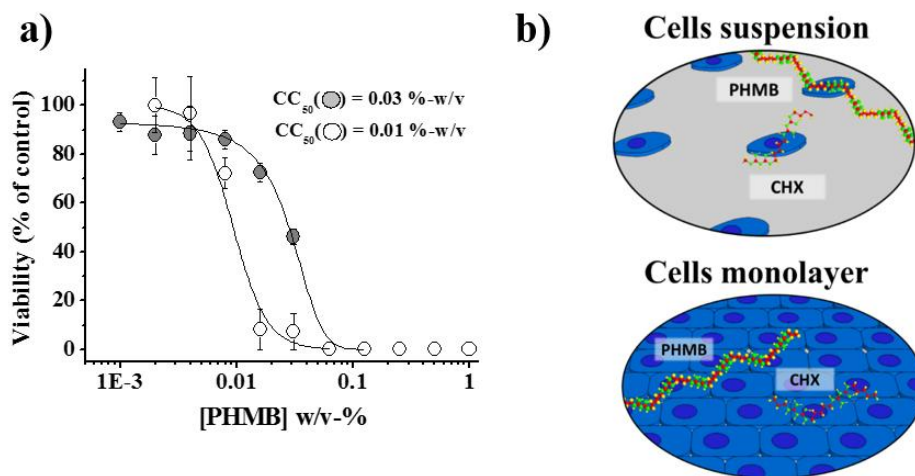 a)
CC50(●) = 0.03 %-w/v
CC50(○) = 0.01 %-w/v
Viability (% of control)
100
80
60
40
20
0
1E-3
0.01
0.1
1
[PHMB] w/v-%
b)
Cells suspension
PHMB
CHX
Cells monolayer
PHMB
CHX